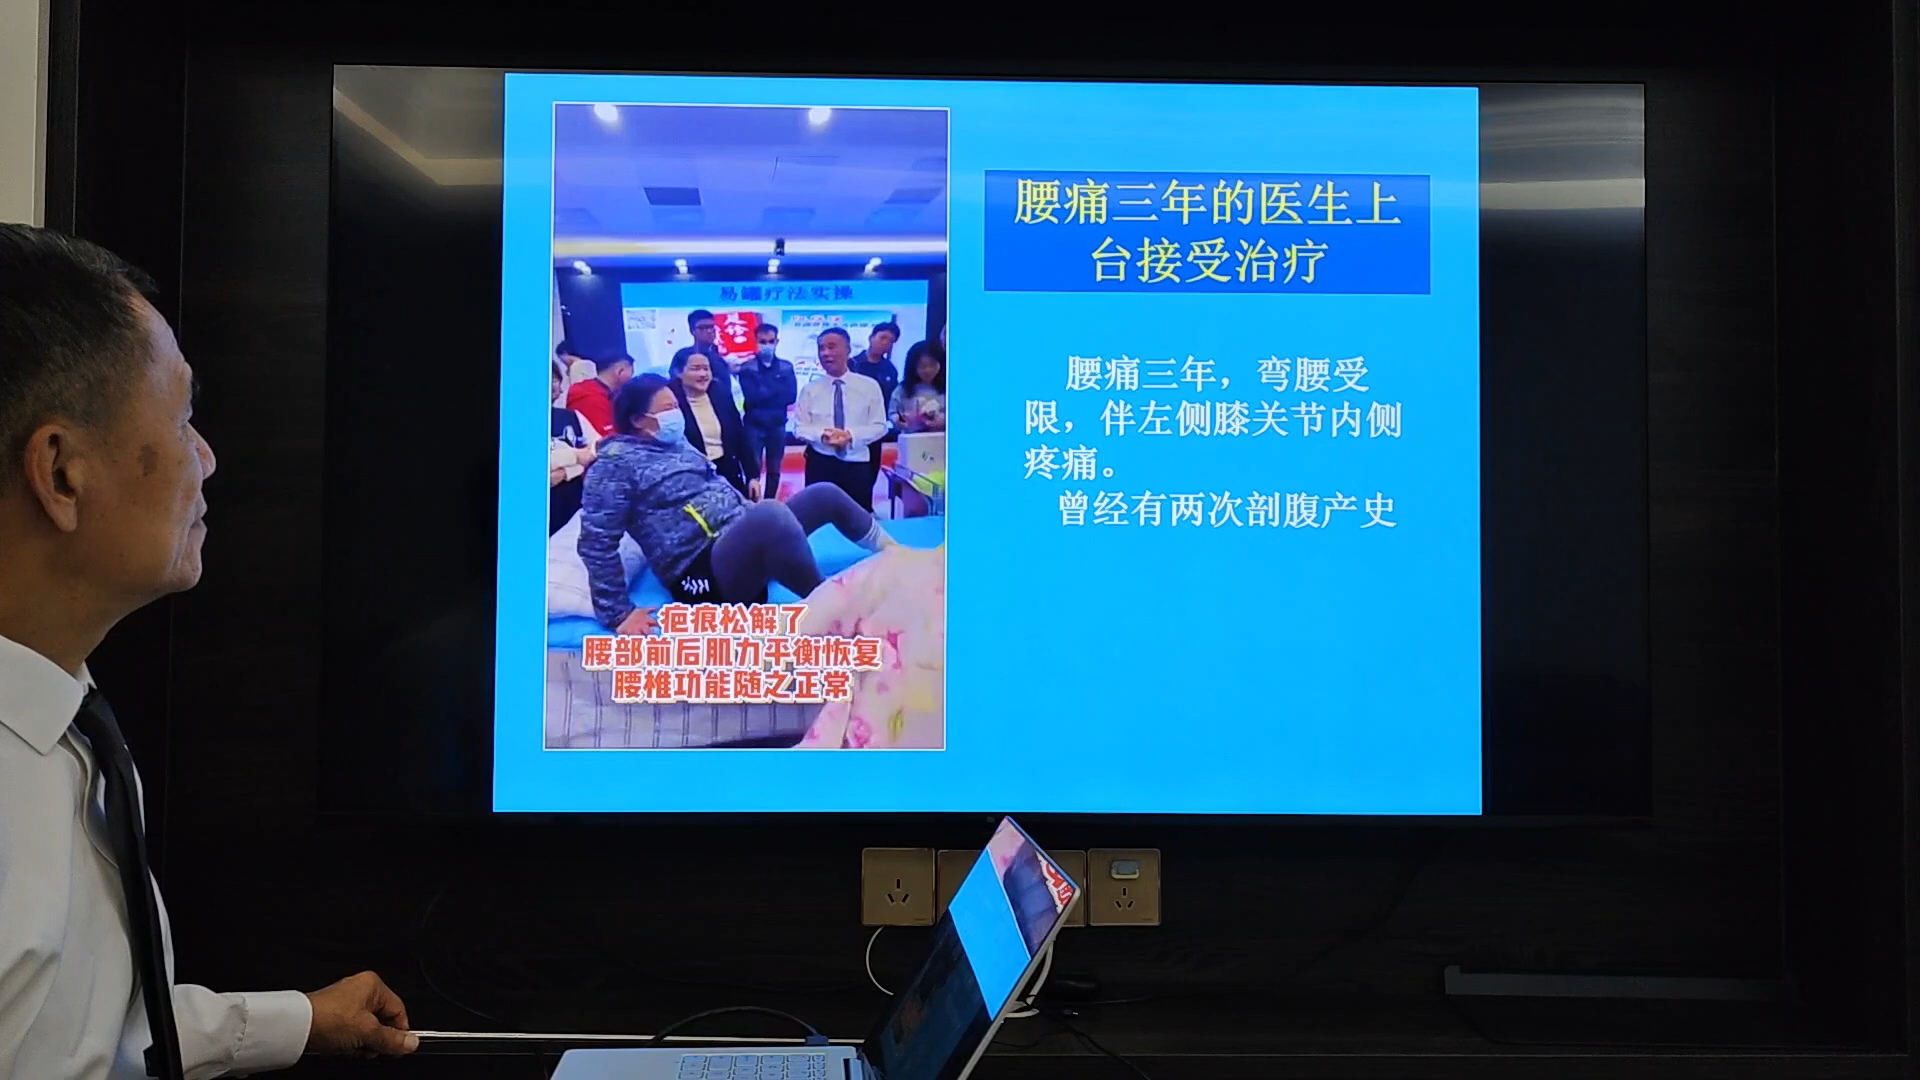 腰痛三年的医生上
台接受治疗
腰痛三年，弯腰受
限，伴左侧膝关节内侧
疼痛。
曾经有两次剖腹产史
易罐疗法实操
疤痕松解了
腰部前后肌力平衡恢复
腰椎功能随之正常